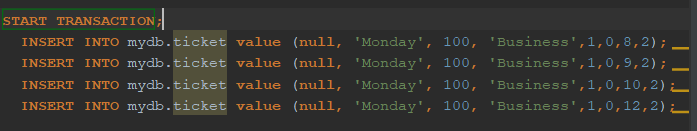 START TRANSACTION;
INSERT INTO mydb.ticket value (null, 'Monday', 100, 'Business',1,0,8,2);
INSERT INTO mydb.ticket value (null, 'Monday', 100, 'Business',1,0,9,2);
INSERT INTO mydb.ticket value (null, 'Monday', 100, 'Business',1,0,10,2);
INSERT INTO mydb.ticket value (null, 'Monday', 100, 'Business',1,0,12,2);